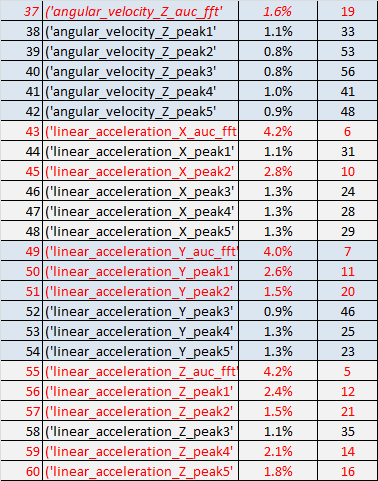 37 ('angular_velocity_Z_auc_fft' 1.6% 19
38 ('angular_velocity_Z_peak1' 1.1% 33
39 ('angular_velocity_Z_peak2' 0.8% 53
40 ('angular_velocity_Z_peak3' 0.8% 56
41 ('angular_velocity_Z_peak4' 1.0% 41
42 ('angular_velocity_Z_peak5' 0.9% 48
43 ('linear_acceleration_X_auc_fft 4.2% 6
44 ('linear_acceleration_X_peak1' 1.1% 31
45 ('linear_acceleration_X_peak2' 2.8% 10
46 ('linear_acceleration_X_peak3' 1.3% 24
47 ('linear_acceleration_X_peak4' 1.3% 28
48 ('linear_acceleration_X_peak5' 1.3% 29
49 ('linear_acceleration_Y_auc_fft' 4.0% 7
50 ('linear_acceleration_Y_peak1' 2.6% 11
51 ('linear_acceleration_Y_peak2' 1.5% 20
52 ('linear_acceleration_Y_peak3' 0.9% 46
53 ('linear_acceleration_Y_peak4' 1.3% 25
54 ('linear_acceleration_Y_peak5' 1.3% 23
55 ('linear_acceleration_Z_auc_fft' 4.2% 5
56 ('linear_acceleration_Z_peak1' 2.4% 12
57 ('linear_acceleration_Z_peak2' 1.5% 21
58 ('linear_acceleration_Z_peak3' 1.1% 35
59 ('linear_acceleration_Z_peak4' 2.1% 14
60 ('linear_acceleration_Z_peak5' 1.8% 16